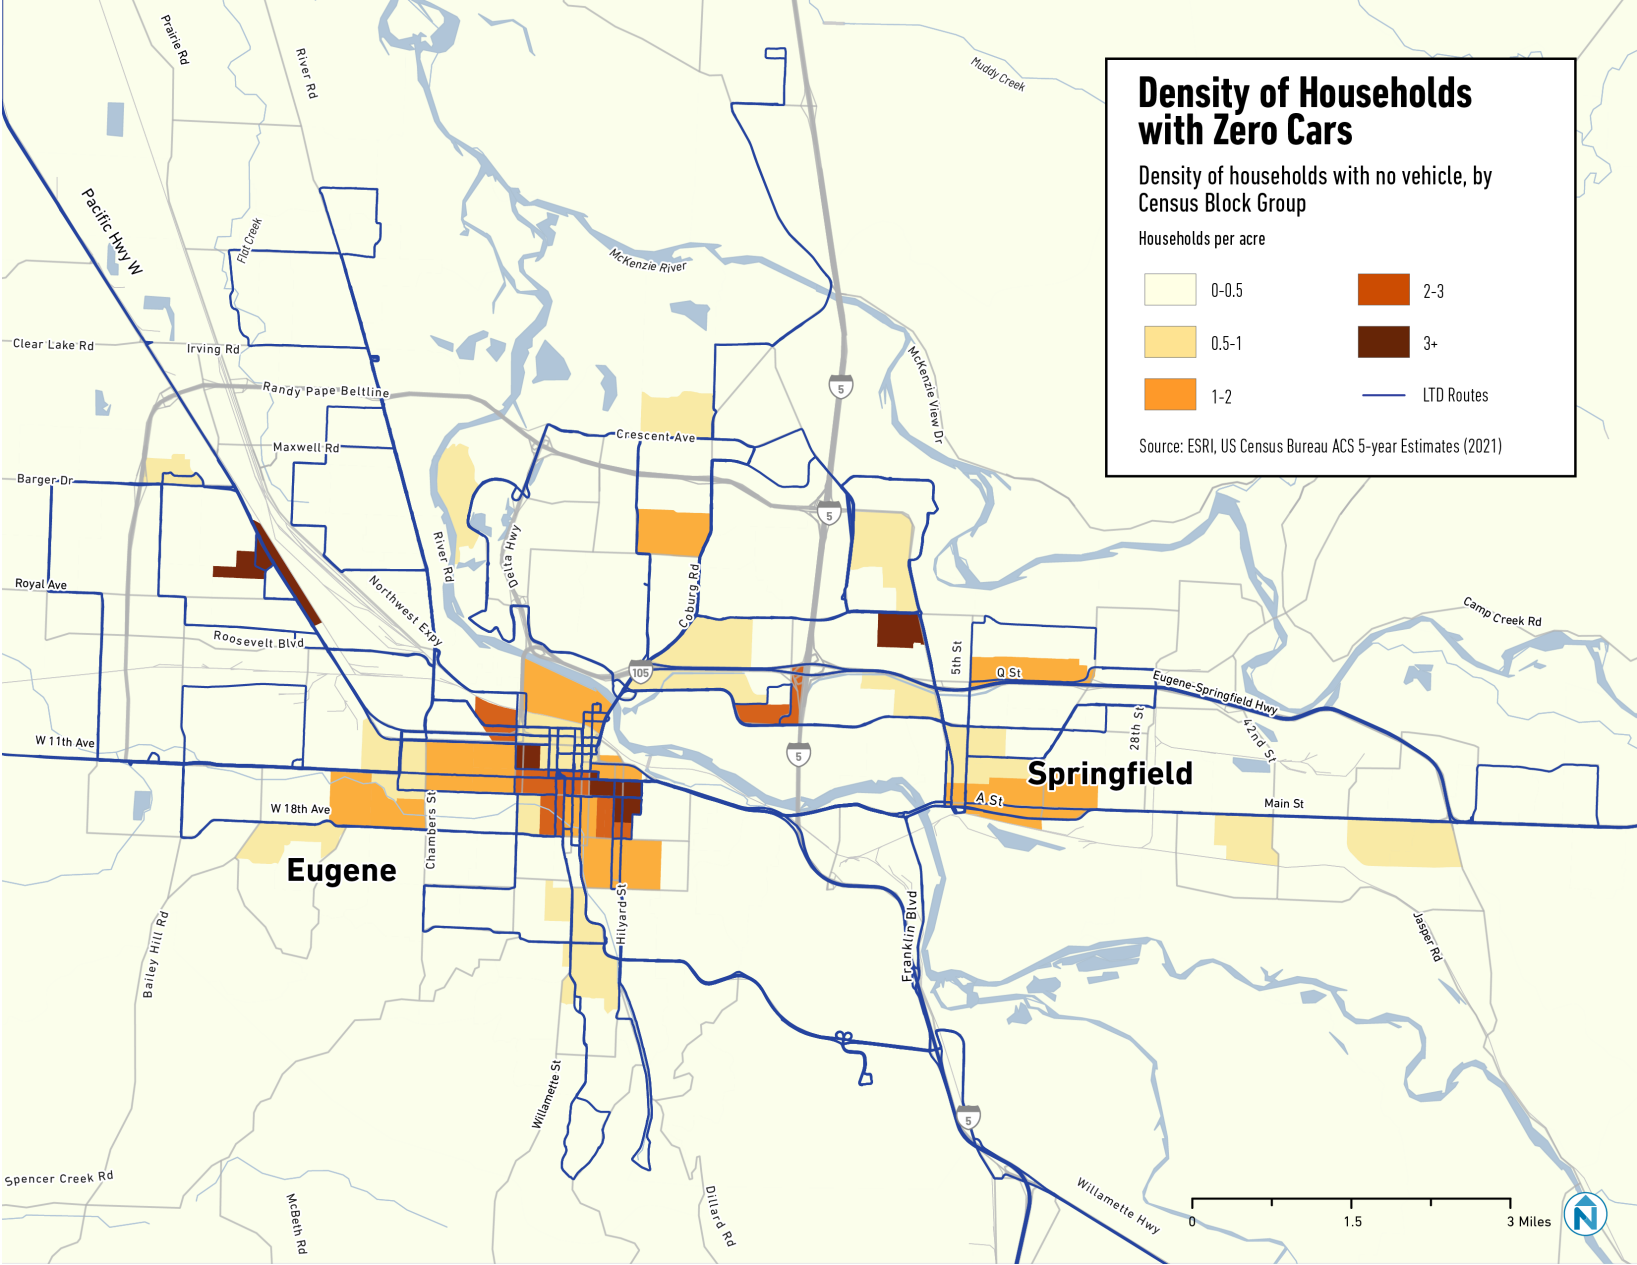 Prairie Rd
River Rd
Muddy Creek
Density of Households
with Zero Cars
Density of households with no vehicle, by
Census Block Group
Households per acre
0-0.5
2-3
0.5-1
3+
1-2
LTD Routes
Source: ESRI, US Census Bureau ACS 5-year Estimates (2021)
Pacific Hwy W
Flat Creek
McKenzie River
Clear Lake Rd
Irving Rd
McKenzie View Dr
Randy Pape Beltline
5
Crescent Ave
Maxwell Rd
Barger Dr
5
River Rd
Delta Hwy
Royal Ave
Northwest Expy
Coburg Rd
Camp Creek Rd
Roosevelt Blvd
5th St
105
Q St
Eugene-Springfield Hwy
28th St
42nd St
W 11th Ave
5
Springfield
A St
Main St
W 18th Ave
Chambers St
Eugene
Hilyard St
Franklin Blvd
Jasper Rd
Bailey Hill Rd
Willamette St
5
Spencer Creek Rd
McBeth Rd
Dillard Rd
Willamette Hwy
0
1.5
3 Miles
N